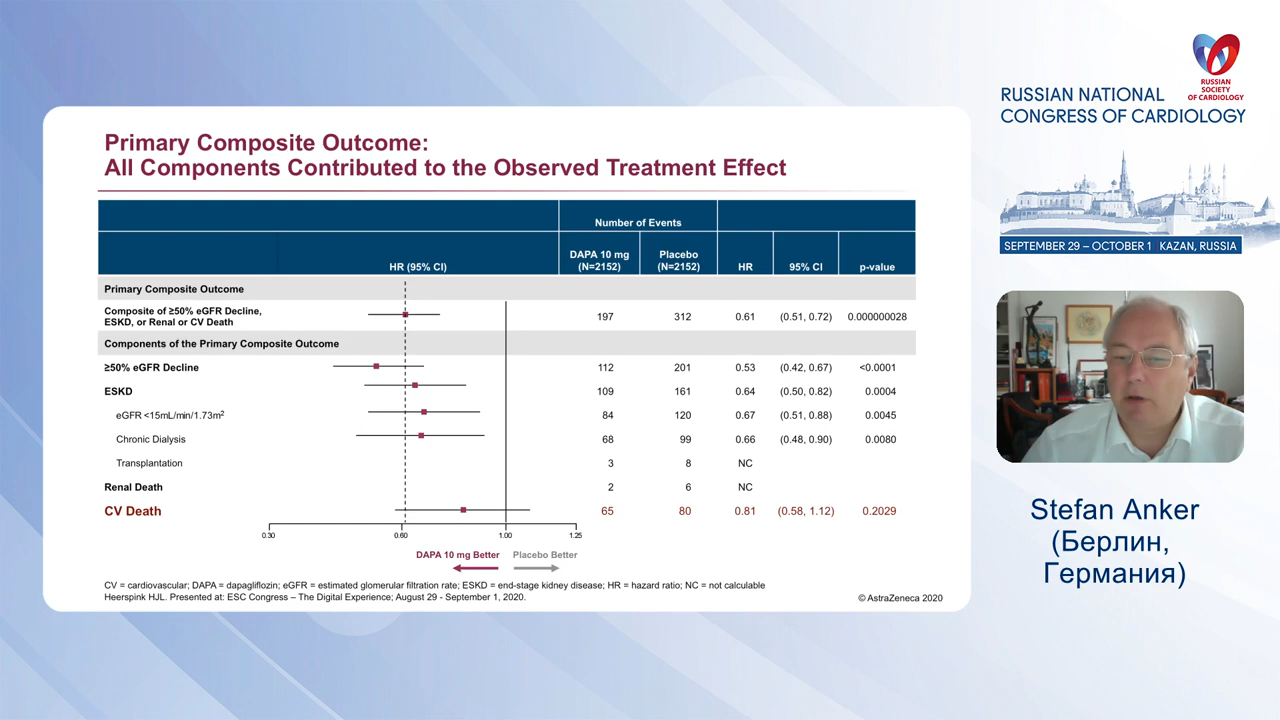 Primary Composite Outcome:
All Components Contributed to the Observed Treatment Effect
Number of Events
HR (95% CI)
DAPA 10 mg
(N=2152)
Placebo
(N=2152)
HR
95% CI
p-value
Primary Composite Outcome
Composite of ≥50% eGFR Decline,
ESKD, or Renal or CV Death
197 312 0.61 (0.51, 0.72) 0.000000028
Components of the Primary Composite Outcome
≥50% eGFR Decline 112 201 0.53 (0.42, 0.67) <0.0001
ESKD 109 161 0.64 (0.50, 0.82) 0.0004
eGFR <15mL/min/1.73m² 84 120 0.67 (0.51, 0.88) 0.0045
Chronic Dialysis 68 99 0.66 (0.48, 0.90) 0.0080
Transplantation 3 8 NC
Renal Death 2 6 NC
CV Death 65 80 0.81 (0.58, 1.12) 0.2029
0.30 0.60 1.00 1.25
DAPA 10 mg Better Placebo Better
CV = cardiovascular; DAPA = dapagliflozin; eGFR = estimated glomerular filtration rate; ESKD = end-stage kidney disease; HR = hazard ratio; NC = not calculable
Heerspink HJL. Presented at: ESC Congress – The Digital Experience; August 29 - September 1, 2020.
© AstraZeneca 2020
RUSSIAN
SOCIETY
OF CARDIOLOGY
RUSSIAN NATIONAL
CONGRESS OF CARDIOLOGY
SEPTEMBER 29 – OCTOBER 1 KAZAN, RUSSIA
Stefan Anker
(Берлин,
Германия)